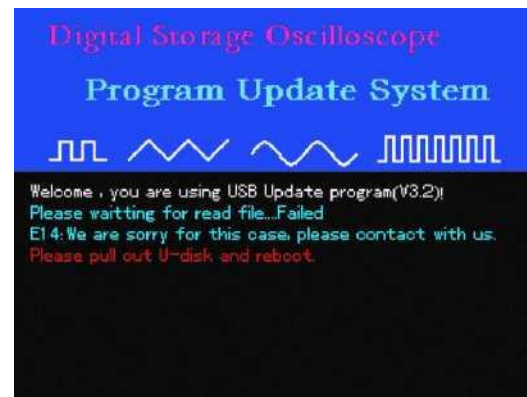 Digital Storage Oscilloscope
Program Update System
Welcome , you are using USB Update program(V3.2)!
Please waitting for read file...Failed
E14:We are sorry for this case, please contact with us.
Please pull out U-disk and reboot.